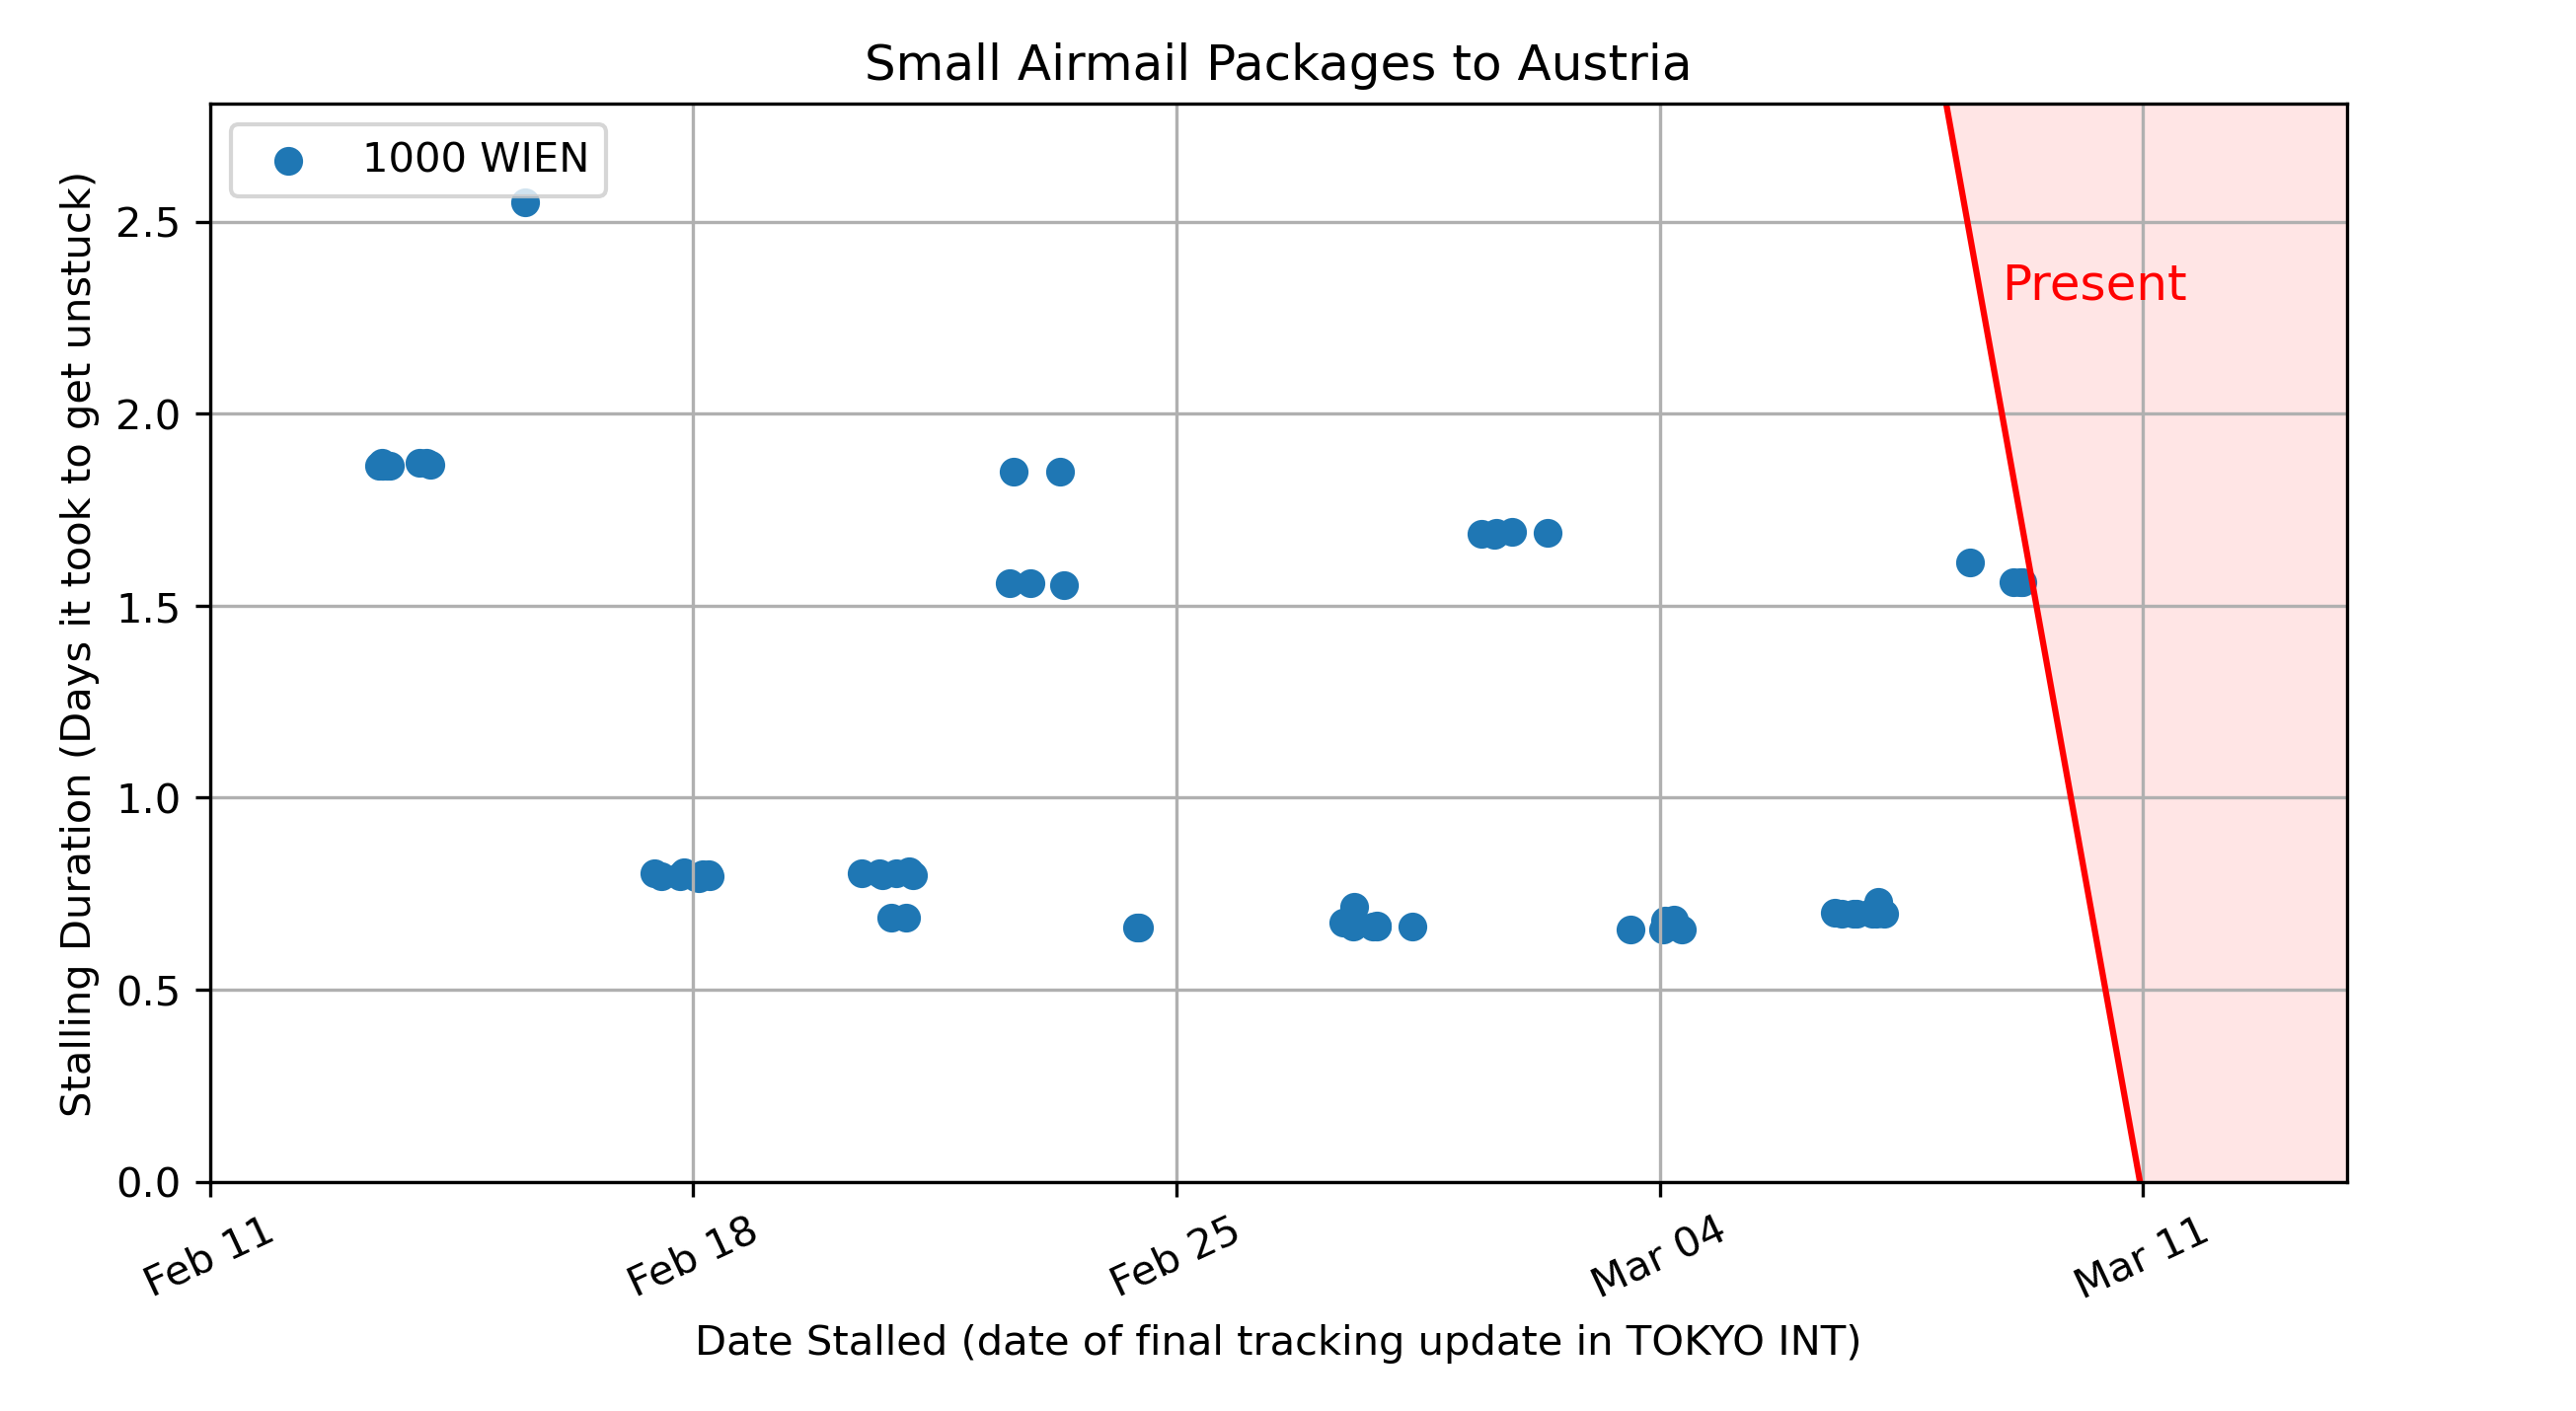 Small Airmail Packages to Austria
1000 WIEN
Present
Stalling Duration (Days it took to get unstuck)
2.5
2.0
1.5
1.0
0.5
0.0
Feb 11
Feb 18
Feb 25
Mar 04
Mar 11
Date Stalled (date of final tracking update in TOKYO INT)